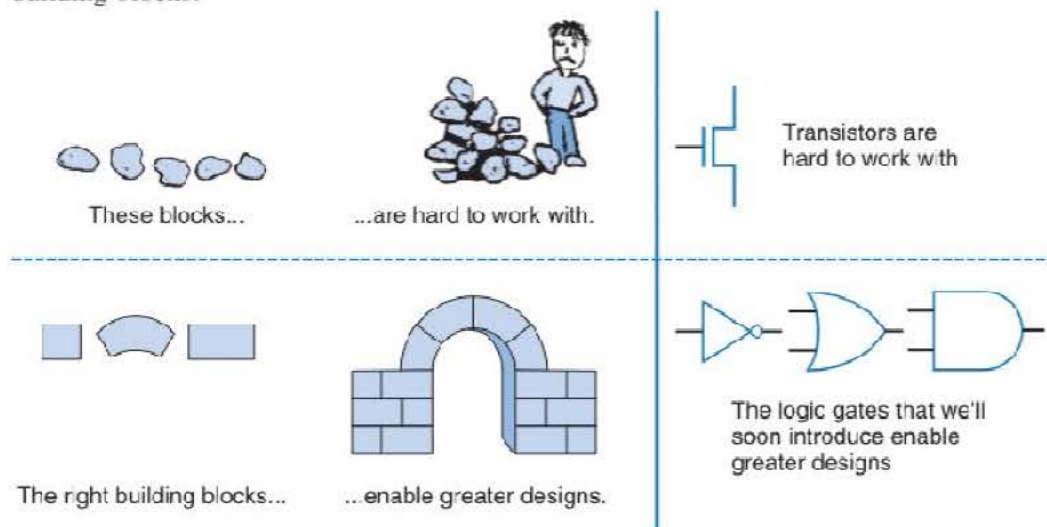 These blocks...
...are hard to work with.
Transistors are
hard to work with
The right building blocks...
...enable greater designs.
The logic gates that we'll
soon introduce enable
greater designs